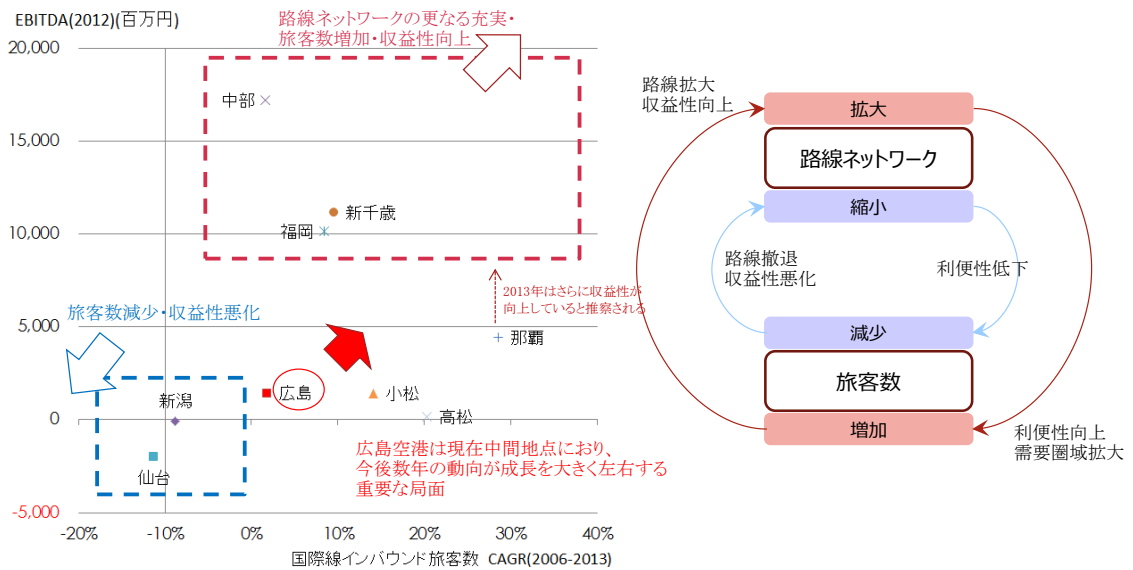 EBITDA(2012)(百万円)
路線ネットワークの更なる充実・
旅客数増加・収益性向上
20,000
15,000
10,000
5,000
0
-5,000
-20%
-10%
0%
10%
20%
30%
40%
国際線インバウンド旅客数 CAGR(2006-2013)
中部
新千歳
福岡
2013年はさらに収益性が
向上していると推察される
旅客数減少・収益性悪化
那覇
広島
小松
高松
新潟
仙台
広島空港は現在中間地点におり、
今後数年の動向が成長を大きく左右する
重要な局面
路線拡大
収益性向上
拡大
路線ネットワーク
縮小
路線撤退
収益性悪化
利便性低下
減少
旅客数
増加
利便性向上
需要圏域拡大